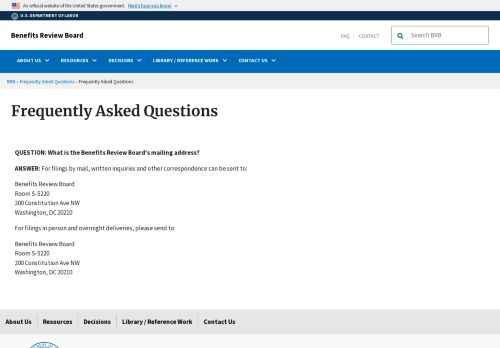 An official website of the United States government. Here's how you know
U.S. DEPARTMENT OF LABOR
Benefits Review Board
FAQ
CONTACT
Search BRB
ABOUT US
RESOURCES
DECISIONS
LIBRARY / REFERENCE WORK
CONTACT US
BRB › Frequently Asked Questions › Frequently Asked Questions
Frequently Asked Questions
QUESTION: What is the Benefits Review Board's mailing address?
ANSWER: For filings by mail, written inquiries and other correspondence can be sent to:
Benefits Review Board
Room S-5220
200 Constitution Ave NW
Washington, DC 20210
For filings in person and overnight deliveries, please send to:
Benefits Review Board
Room S-5220
200 Constitution Ave NW
Washington, DC 20210
About Us
Resources
Decisions
Library / Reference Work
Contact Us